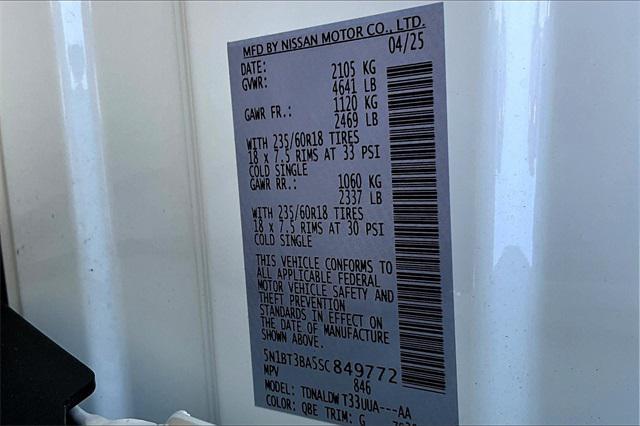 MFD BY NISSAN MOTOR CO., LTD.
DATE: 04/25
GVWR: 2105 KG
4641 LB
GAWR FR.: 1120 KG
2469 LB
WITH 235/60R18 TIRES
18 x 7.5 RIMS AT 33 PSI
COLD SINGLE
GAWR RR.: 1060 KG
2337 LB
WITH 235/60R18 TIRES
18 x 7.5 RIMS AT 30 PSI
COLD SINGLE
THIS VEHICLE CONFORMS TO
ALL APPLICABLE FEDERAL
MOTOR VEHICLE SAFETY AND
THEFT PREVENTION
STANDARDS IN EFFECT ON
THE DATE OF MANUFACTURE
SHOWN ABOVE.
5N1BT3BA5SC849772
MPV 846
MODEL: TDNALDWT33UUA---AA
COLOR: QBE TRIM: G